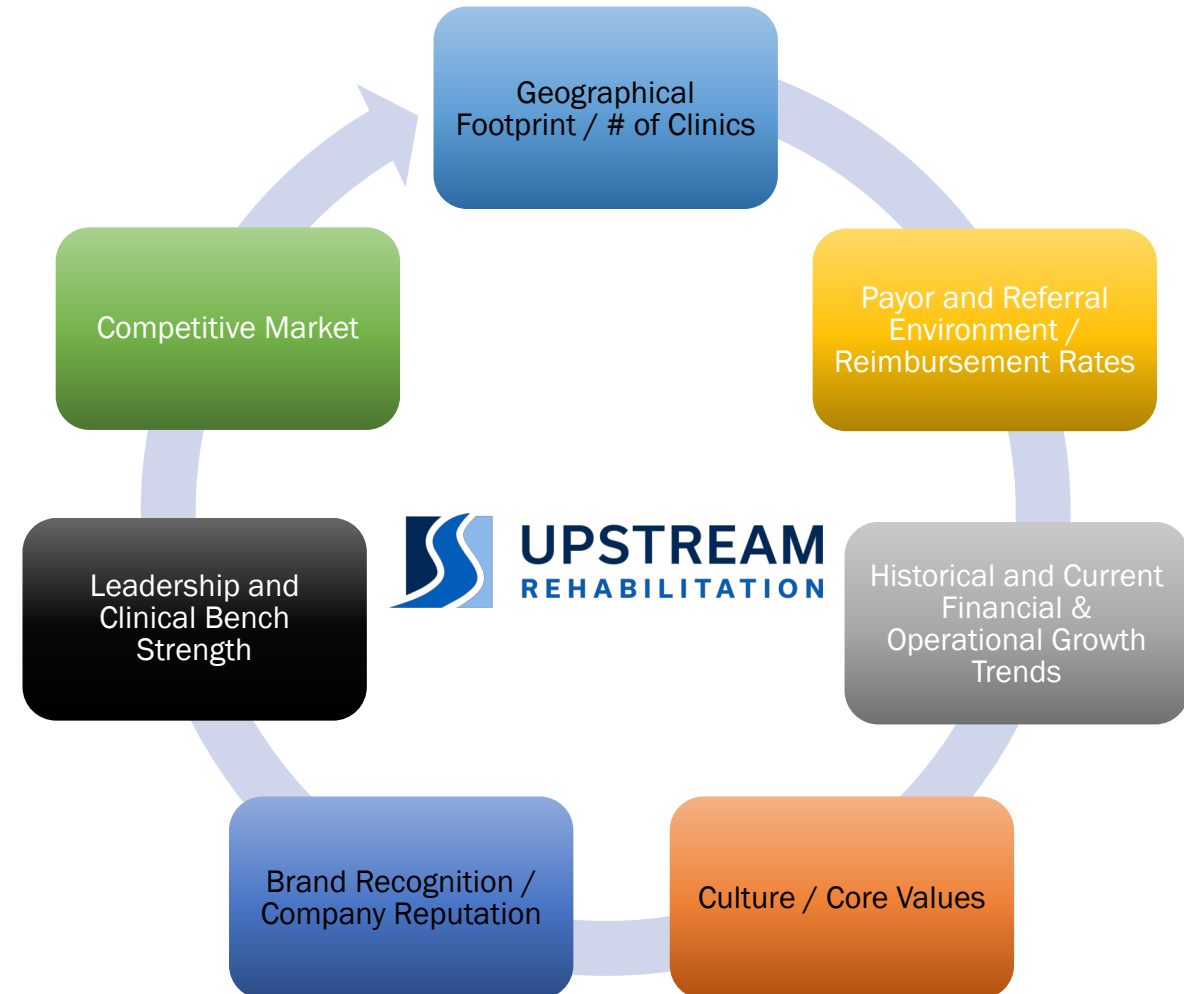 Geographical
Footprint / # of Clinics
Payor and Referral
Environment /
Reimbursement Rates
Historical and Current
Financial &
Operational Growth
Trends
Culture / Core Values
Brand Recognition /
Company Reputation
Leadership and
Clinical Bench
Strength
Competitive Market
UPSTREAM
REHABILITATION